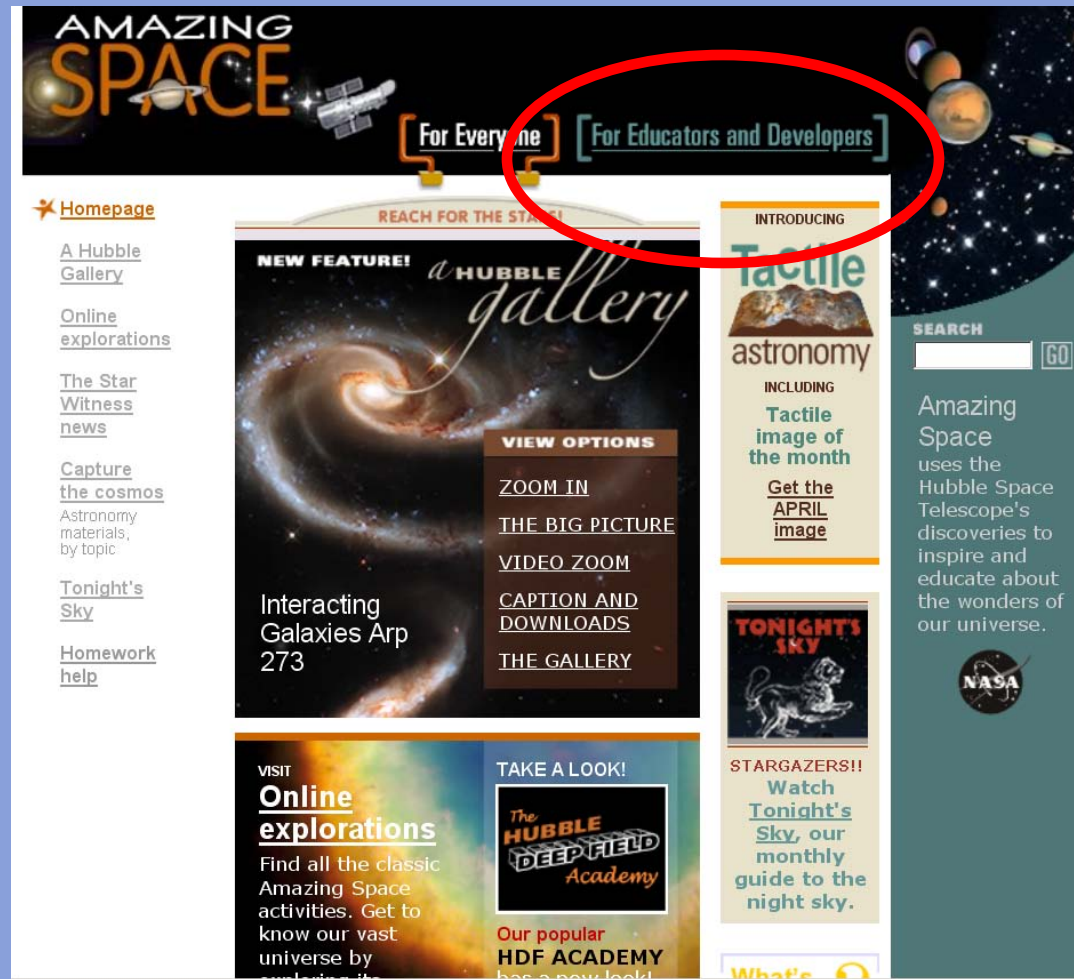 AMAZING
SPACE
For Everyone
For Educators and Developers
Homepage
A Hubble
Gallery
Online
explorations
The Star
Witness
news
Capture
the cosmos
Astronomy
materials,
by topic
Tonight's
Sky
Homework
help
REACH FOR THE STARS!
NEW FEATURE!
a HUBBLE
gallery
VIEW OPTIONS
ZOOM IN
THE BIG PICTURE
VIDEO ZOOM
CAPTION AND
DOWNLOADS
THE GALLERY
Interacting
Galaxies Arp
273
VISIT
Online
explorations
Find all the classic
Amazing Space
activities. Get to
know our vast
universe by
exploring its
TAKE A LOOK!
The
HUBBLE
DEEP FIELD
Academy
Our popular
HDF ACADEMY
has a new look!
INTRODUCING
Tactile
astronomy
INCLUDING
Tactile
image of
the month
Get the
APRIL
image
TONIGHT'S
SKY
STARGAZERS!!
Watch
Tonight's
Sky, our
monthly
guide to the
night sky.
What's
SEARCH
GO
Amazing
Space
uses the
Hubble Space
Telescope's
discoveries to
inspire and
educate about
the wonders of
our universe.
NASA